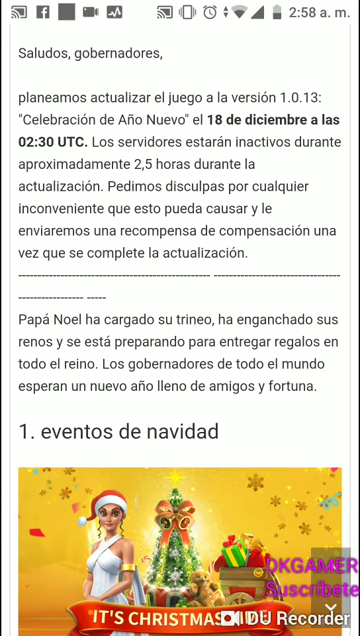 2:58 a. m.
Saludos, gobernadores,
planeamos actualizar el juego a la versión 1.0.13:
"Celebración de Año Nuevo" el 18 de diciembre a las
02:30 UTC. Los servidores estarán inactivos durante
aproximadamente 2,5 horas durante la
actualización. Pedimos disculpas por cualquier
inconveniente que esto pueda causar y le
enviaremos una recompensa de compensación una
vez que se complete la actualización.
Papá Noel ha cargado su trineo, ha enganchado sus
renos y se está preparando para entregar regalos en
todo el reino. Los gobernadores de todo el mundo
esperan un nuevo año lleno de amigos y fortuna.
1. eventos de navidad
DKGAMER
Suscribete
IT'S CHRISTMAS
DU Recorder